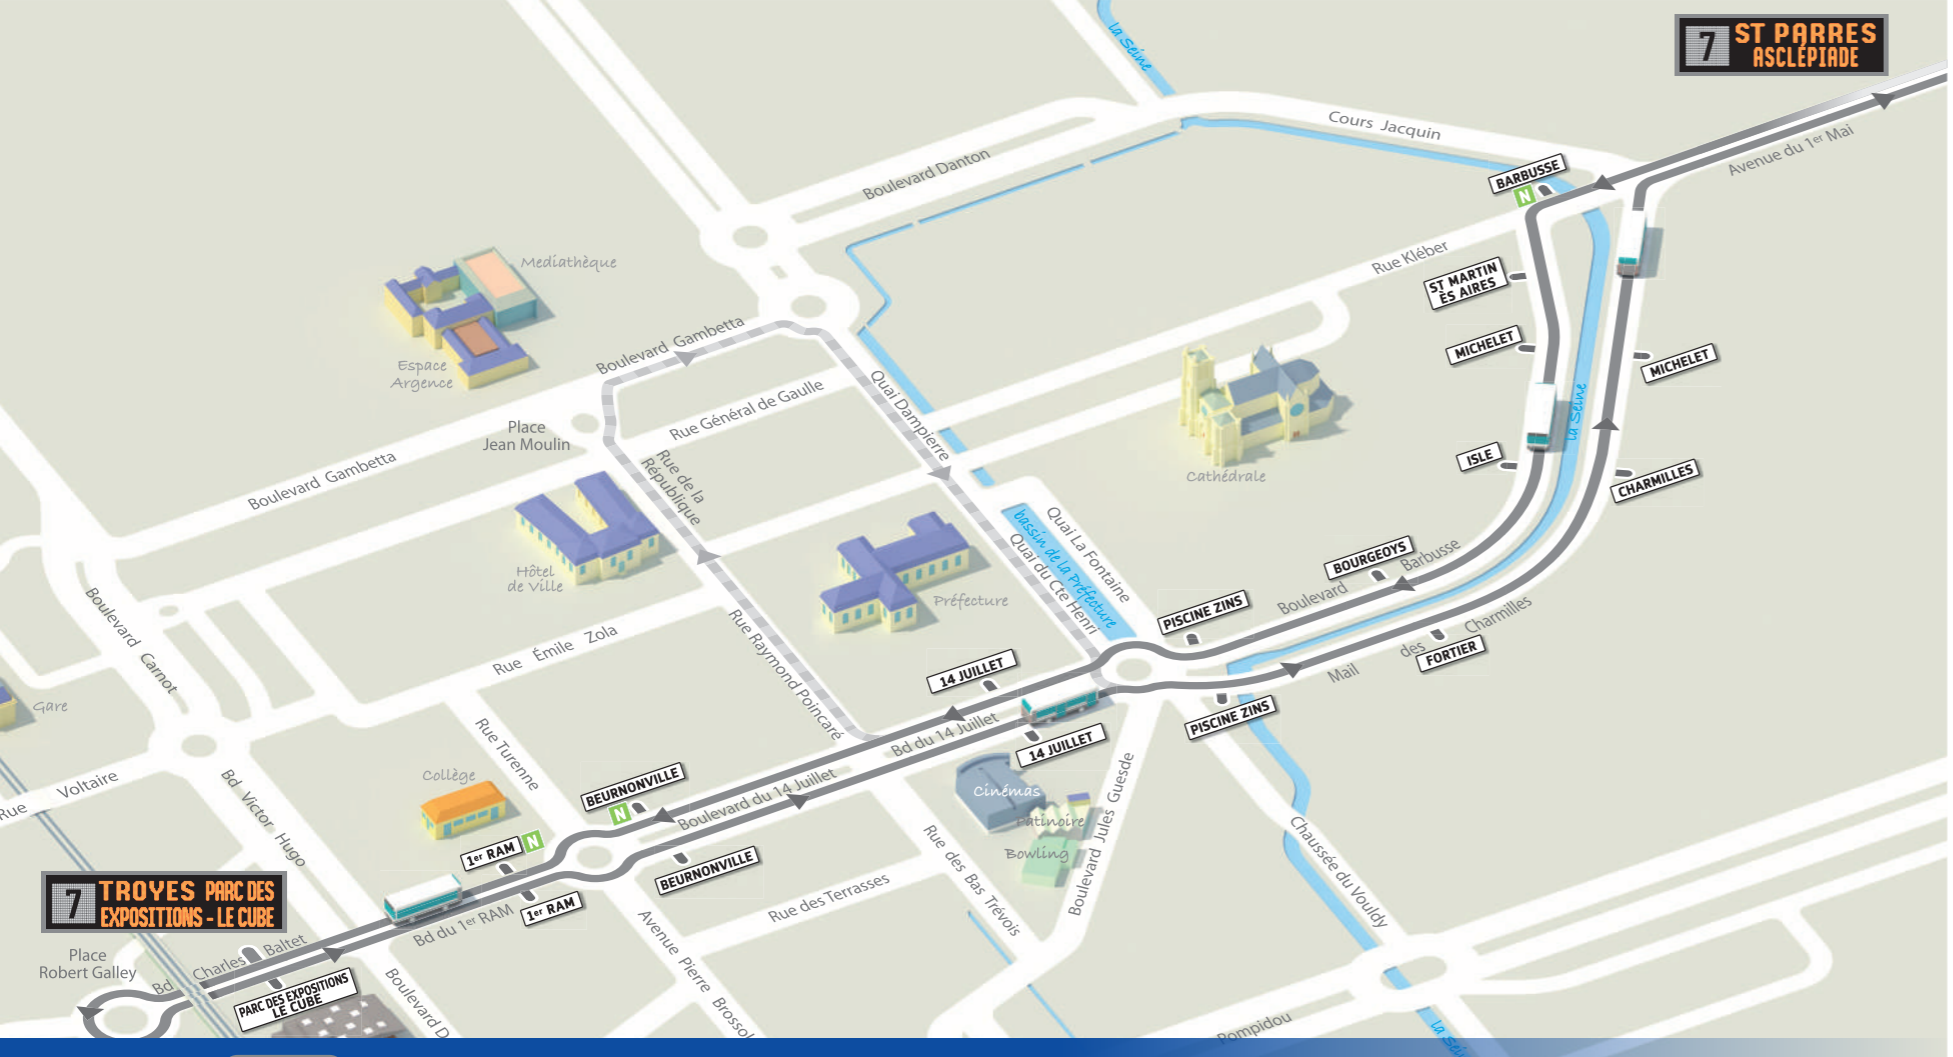 la Seine
7 ST PARRES
ASCLÉPIADE
Cours Jacquin
Avenue du 1er Mai
Boulevard Danton
BARBUSSE
N
Rue Kléber
Mediathèque
ST MARTIN
ÈS AIRES
Boulevard Gambetta
MICHELET
MICHELET
Espace
Argence
Quai Dampierre
Rue Général de Gaulle
la Seine
Place
Jean Moulin
Boulevard Gambetta
Rue de la
République
Cathédrale
ISLE
CHARMILLES
bassin de la Préfecture
Quai La Fontaine
Quai du Cte Henri
Hôtel
de Ville
Préfecture
BOURGEOYS
Boulevard Barbusse
Boulevard Carnot
Rue Émile Zola
Rue Raymond Poincaré
PISCINE ZINS
Mail des Charmilles
FORTIER
14 JUILLET
Gare
PISCINE ZINS
Bd du 14 Juillet
14 JUILLET
Rue Turenne
Rue Voltaire
Bd Victor Hugo
Collège
BEURNONVILLE
N
Boulevard du 14 Juillet
Cinémas
Patinoire
Bowling
Boulevard Jules Guesde
Chaussée du Vouldy
1er RAM
N
BEURNONVILLE
Rue des Bas Trévois
Rue des Terrasses
7 TROYES PARC DES
EXPOSITIONS - LE CUBE
1er RAM
Bd du 1er RAM
Avenue Pierre Brossol
Place
Robert Galley
Bd Charles Baltet
PARC DES EXPOSITIONS
LE CUBE
Boulevard D
Pompidou
la Sein